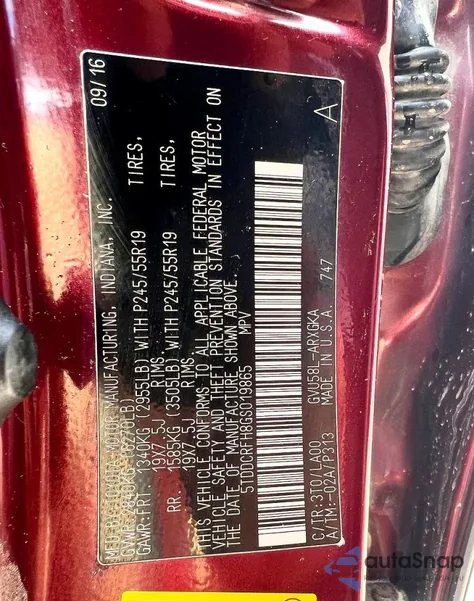 MFD. BY: MOTOR MANUFACTURING, INDIANA, INC. 09/16
GVWR:
GAWR:FRT. 1340KG (2955LB) WITH P245/55R19 TIRES,
19X7.5J RIMS,
RR. 1585KG (3505LB) WITH P245/55R19 TIRES,
19X7.5J RIMS.
THIS VEHICLE CONFORMS TO ALL APPLICABLE FEDERAL MOTOR
VEHICLE SAFETY AND THEFT PREVENTION STANDARDS IN EFFECT ON
THE DATE OF MANUFACTURE SHOWN ABOVE.
5TDDCRFH8GS019865 MPV
C/TR:3T0/LA00 GVU58L-ARXGKA
A/TM:-02A/P313 MADE IN U.S.A. 747 A
autoSnap